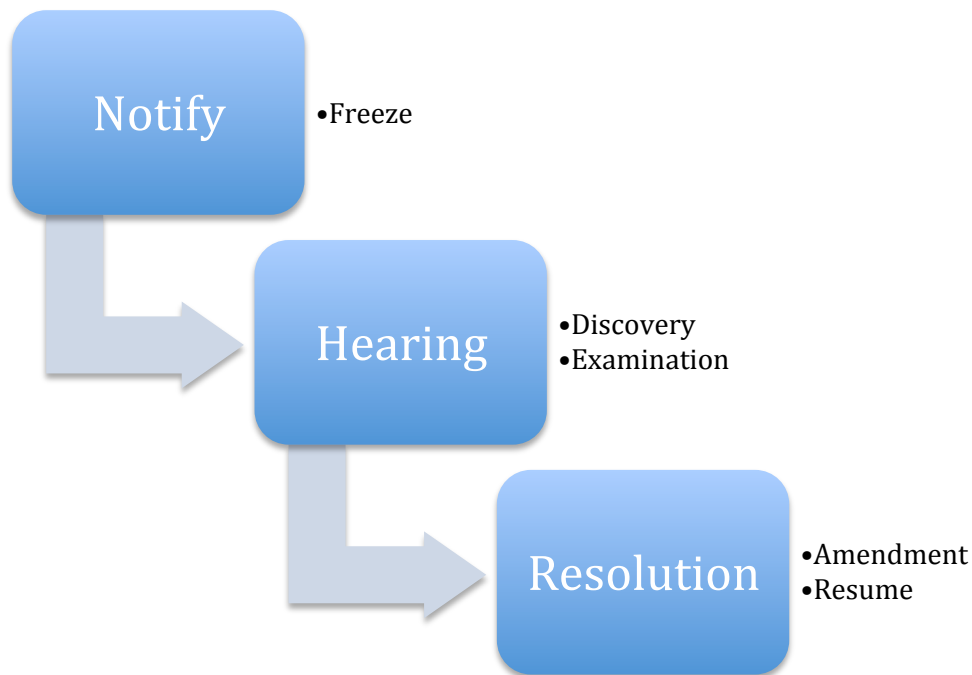 Notify
•Freeze
Hearing
•Discovery
•Examination
Resolution
•Amendment
•Resume